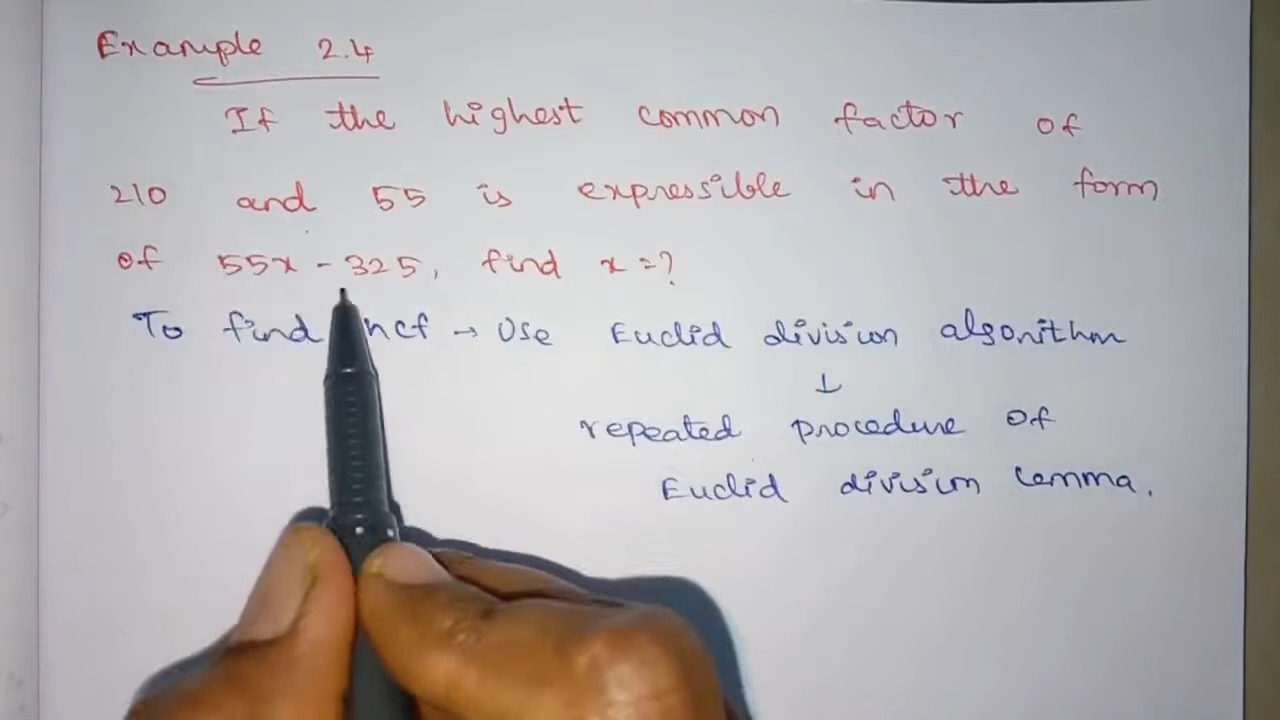 Example 2.4
If the highest common factor of
210 and 55 is expressible in the form
of 55x - 325, find x = ?
To find hcf → Use Euclid division algorithm
↓
repeated procedure of
Euclid division lemma.